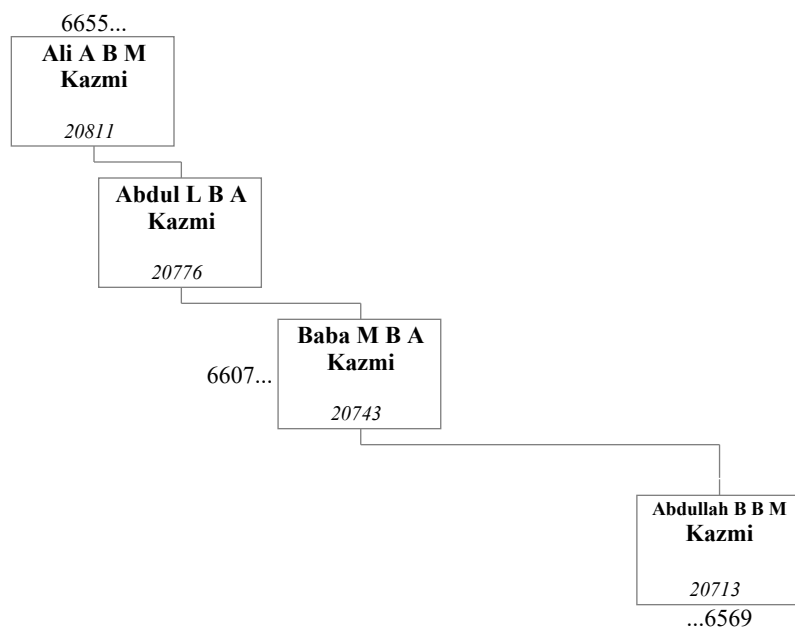 6655...
Ali A B M
Kazmi
20811
Abdul L B A
Kazmi
20776
Baba M B A
Kazmi
6607...
20743
Abdullah B B M
Kazmi
20713
...6569